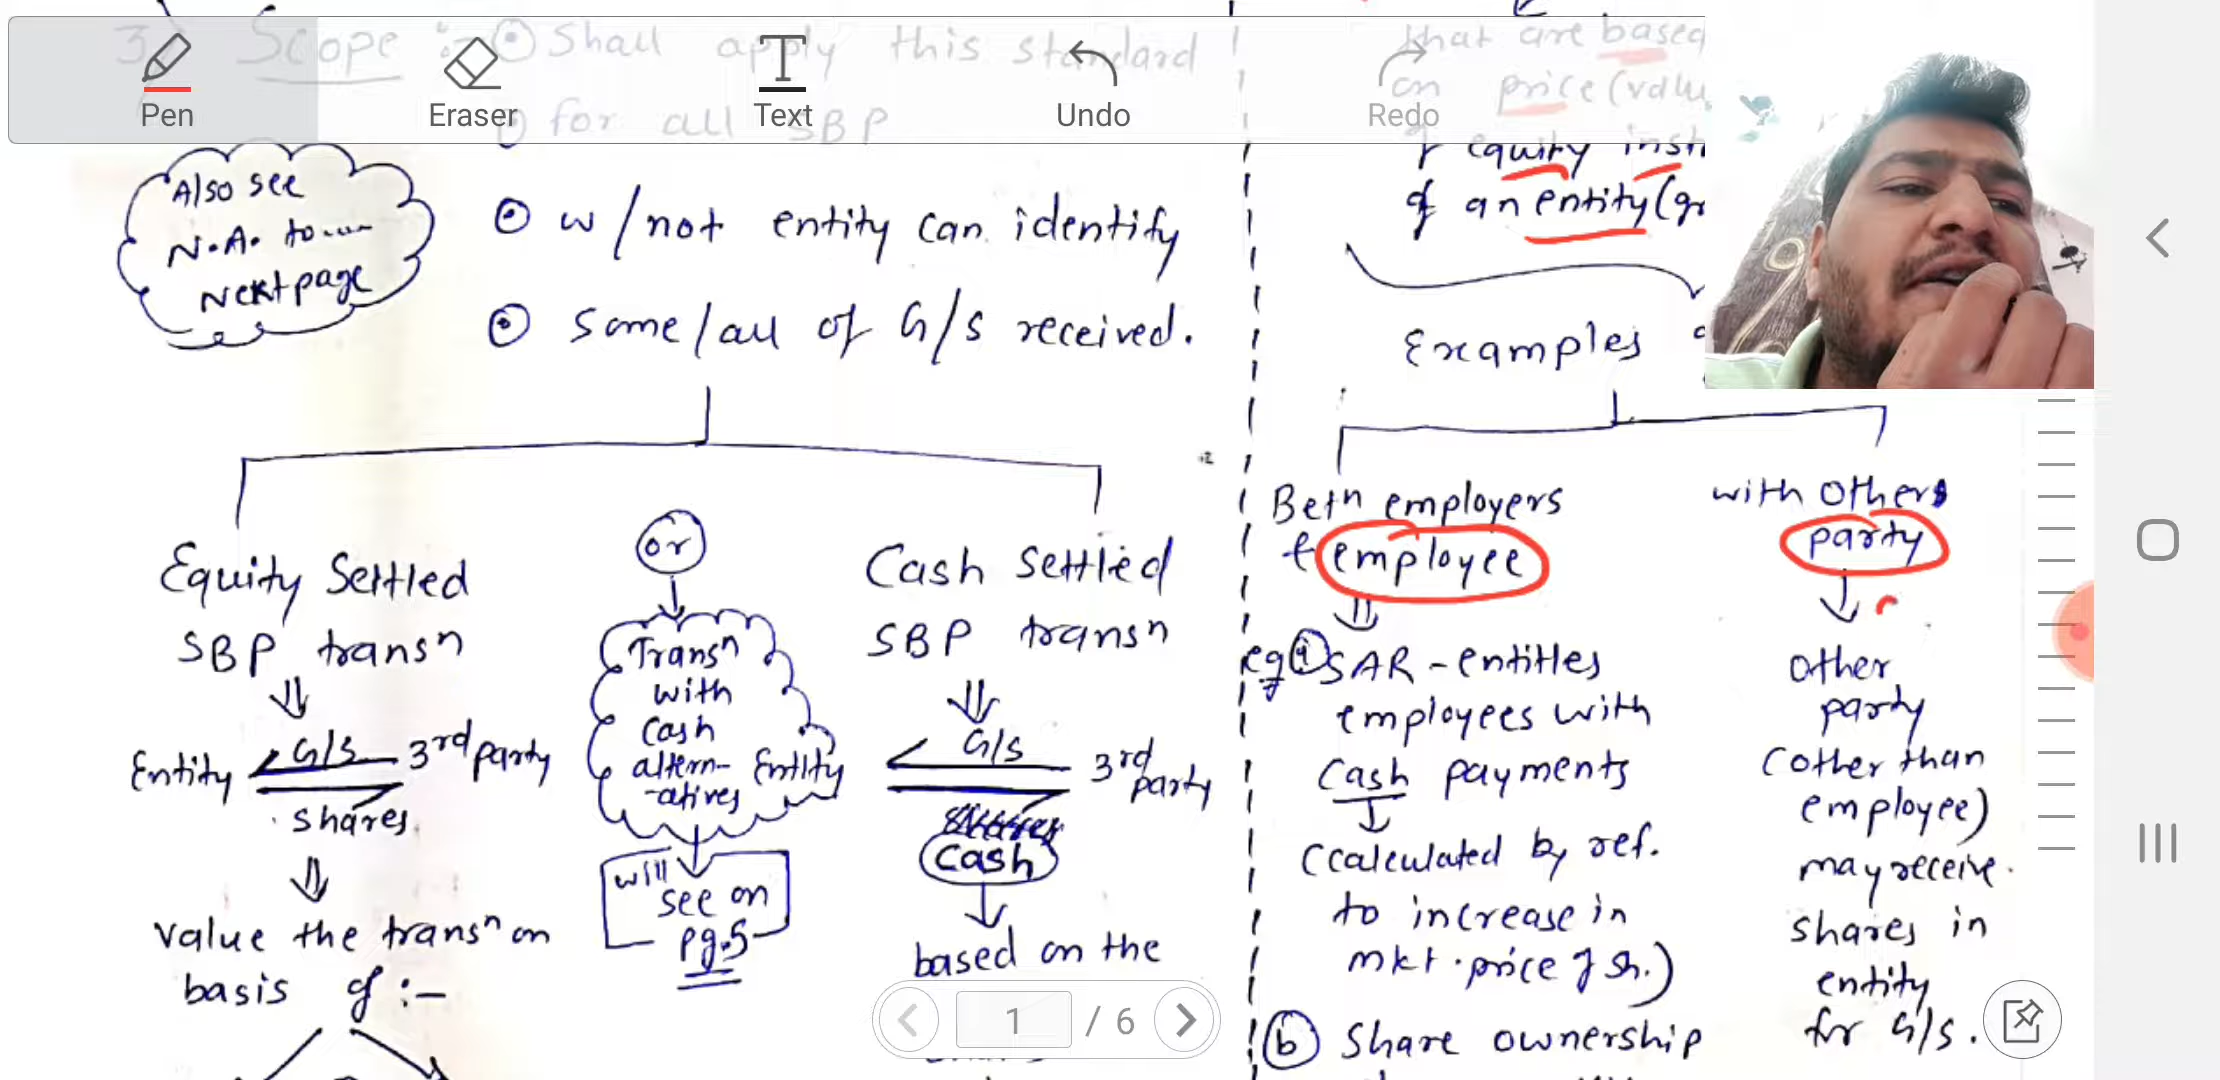 3) Scope :- ⊙ Shall apply this standard
for all SBP
Pen
Eraser
Text
Undo
Redo
Also see
N.A. to ....
Next page
⊙ w/not entity can identify
⊙ Some/all of G/S received.
Equity Settled
SBP transⁿ
⇓
Entity G/S 3rd party
shares
⇓
Value the transⁿ on
basis of :-
or
Transⁿ
with
Cash
altern-
-atives
will
see on
pg.5
Cash Settled
SBP transⁿ
⇓
Entity G/S 3rd party
Cash
based on the
that are based
on price (valu
of equity inst
of an entity (gr
Examples
Betⁿ employers
& employee
eg (a) SAR - entitles
employees with
Cash payments
(calculated by ref.
to increase in
mkt. price of sh.)
(b) Share ownership
with others
party
other
party
(other than
employee)
may receive.
shares in
entity
for G/S.
1 / 6